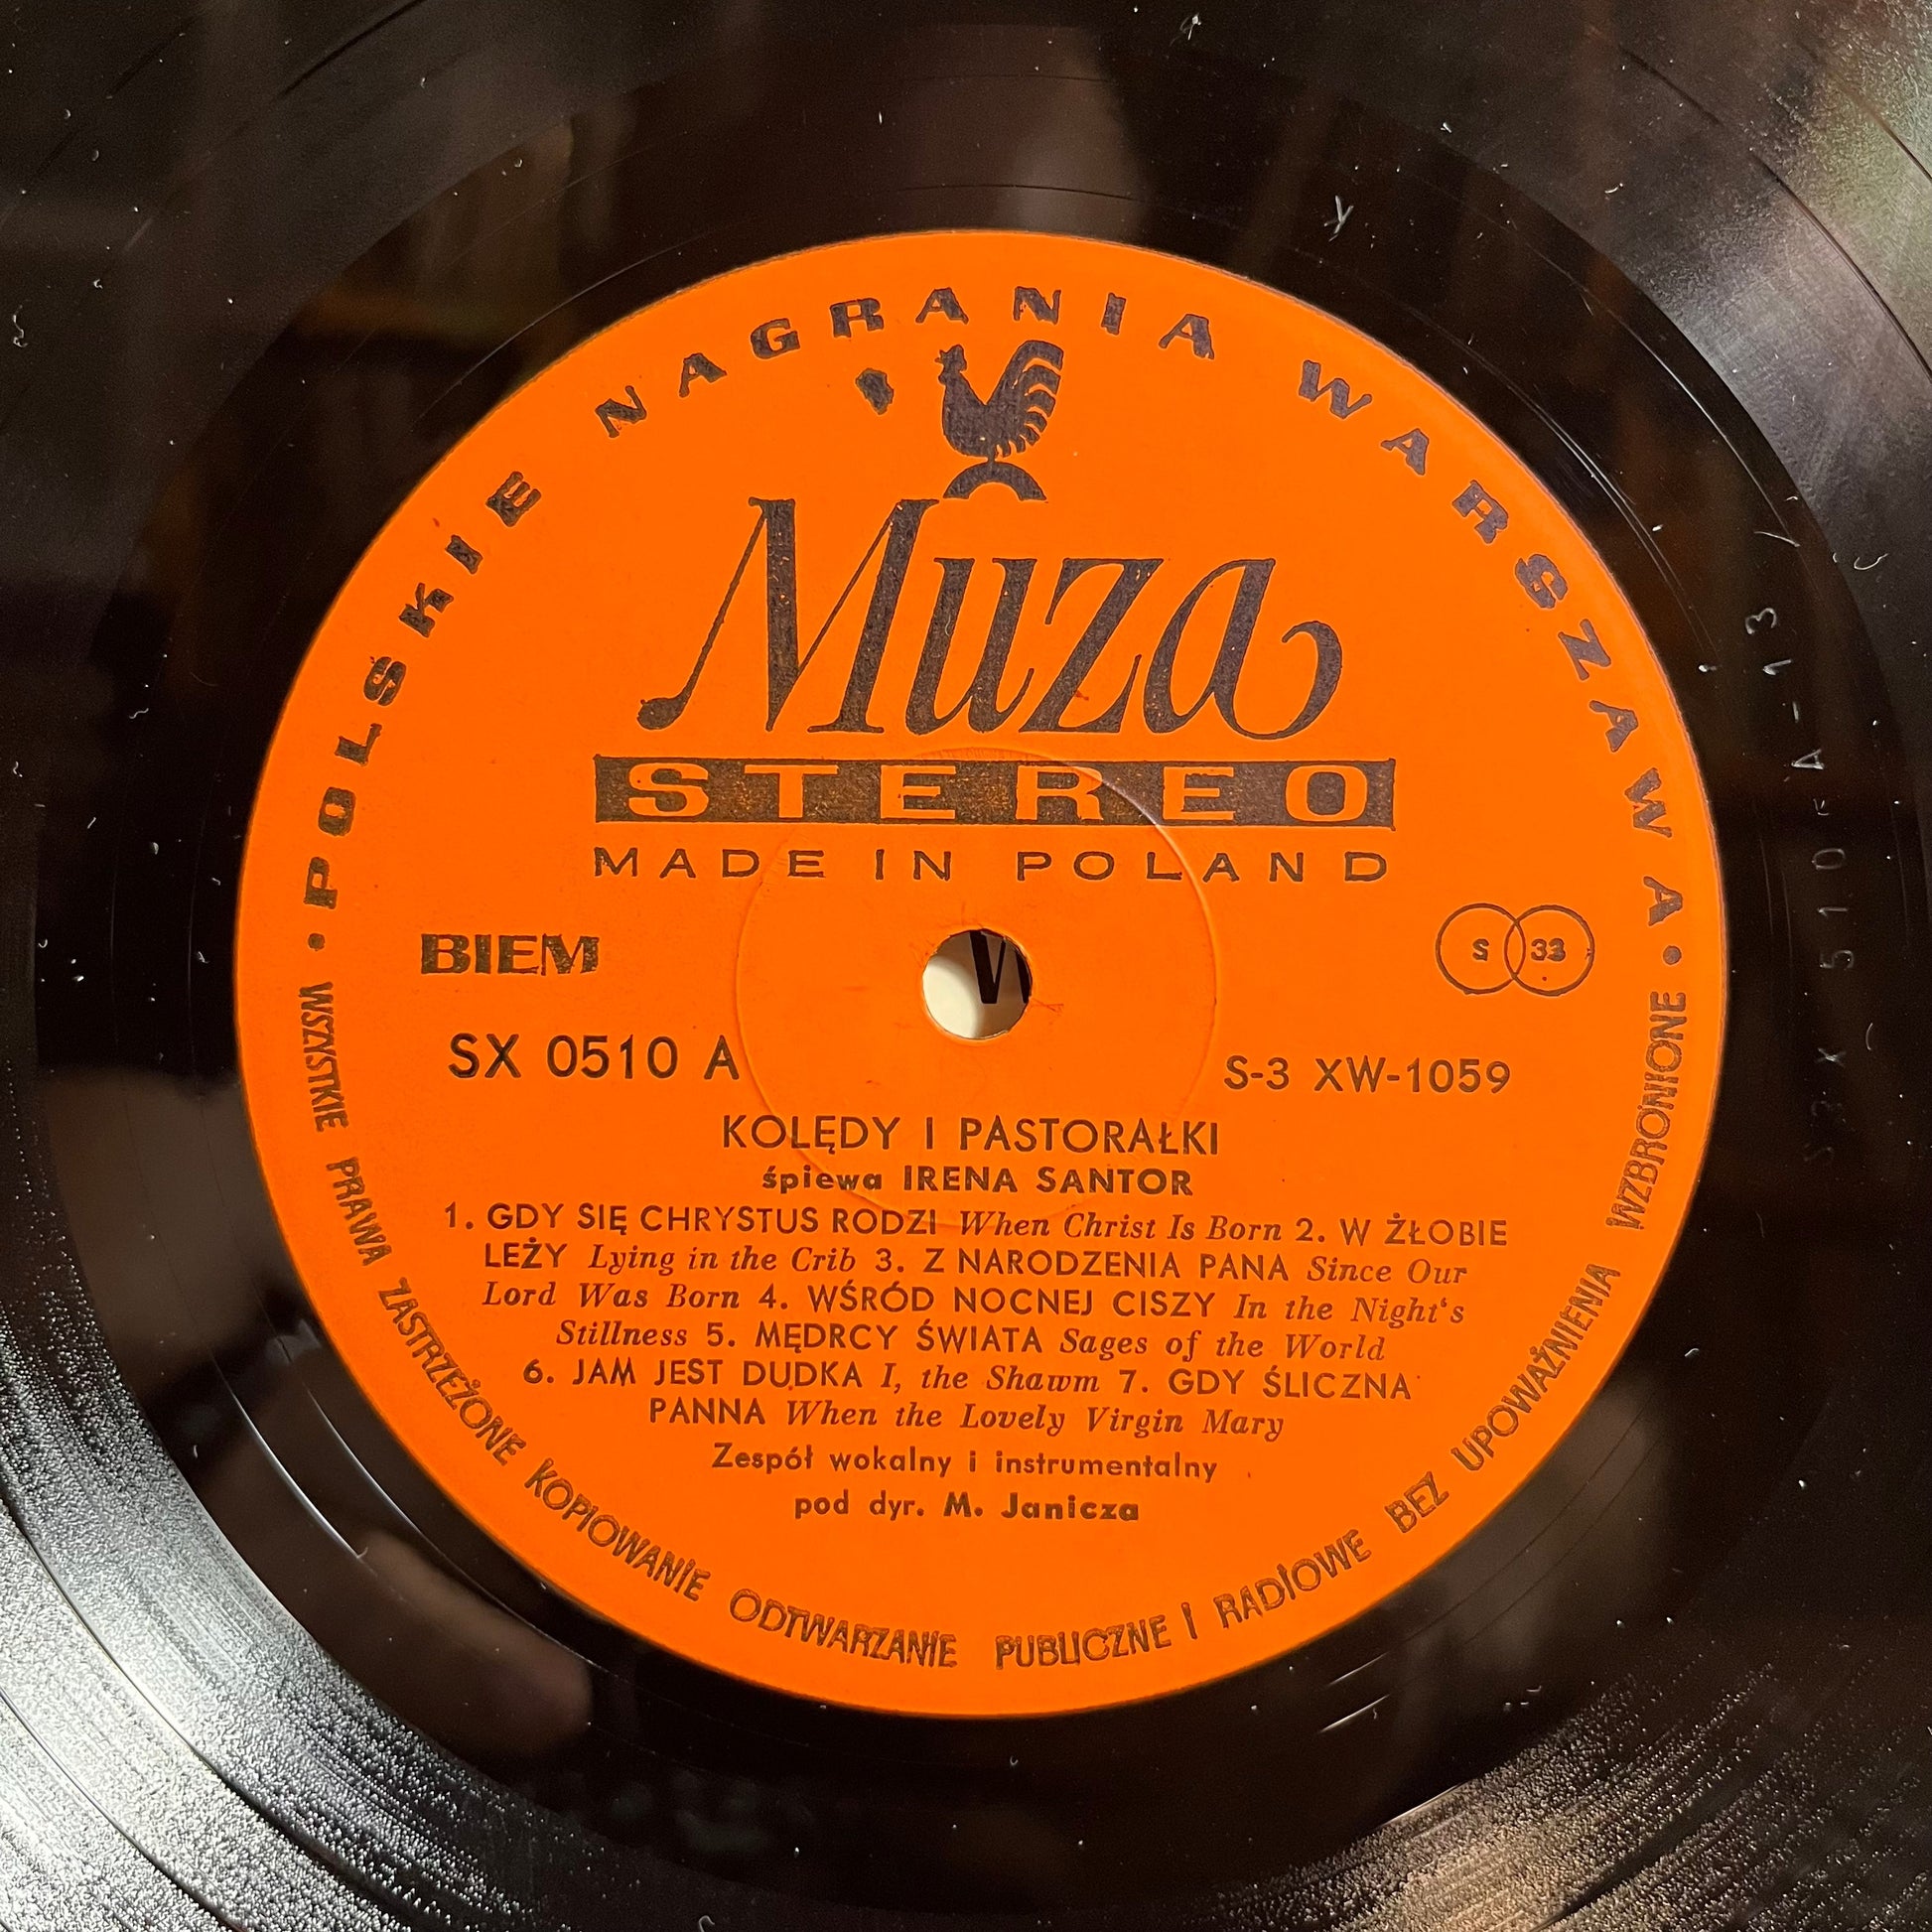 POLSKIE NAGRANIA WARSZAWA
Muza
STEREO
MADE IN POLAND
BIEM
S 33
SX 0510 A
S-3 XW-1059
KOLĘDY I PASTORAŁKI
śpiewa IRENA SANTOR
1. GDY SIĘ CHRYSTUS RODZI When Christ Is Born 2. W ŻŁOBIE
LEŻY Lying in the Crib 3. Z NARODZENIA PANA Since Our
Lord Was Born 4. WŚRÓD NOCNEJ CISZY In the Night's
Stillness 5. MĘDRCY ŚWIATA Sages of the World
6. JAM JEST DUDKA I, the Shawm 7. GDY ŚLICZNA
PANNA When the Lovely Virgin Mary
Zespół wokalny i instrumentalny
pod dyr. M. Janicza
WSZYSTKIE PRAWA ZASTRZEŻONE KOPIOWANIE ODTWARZANIE PUBLICZNE I RADIOWE BEZ UPOWAŻNIENIA WZBRONIONE